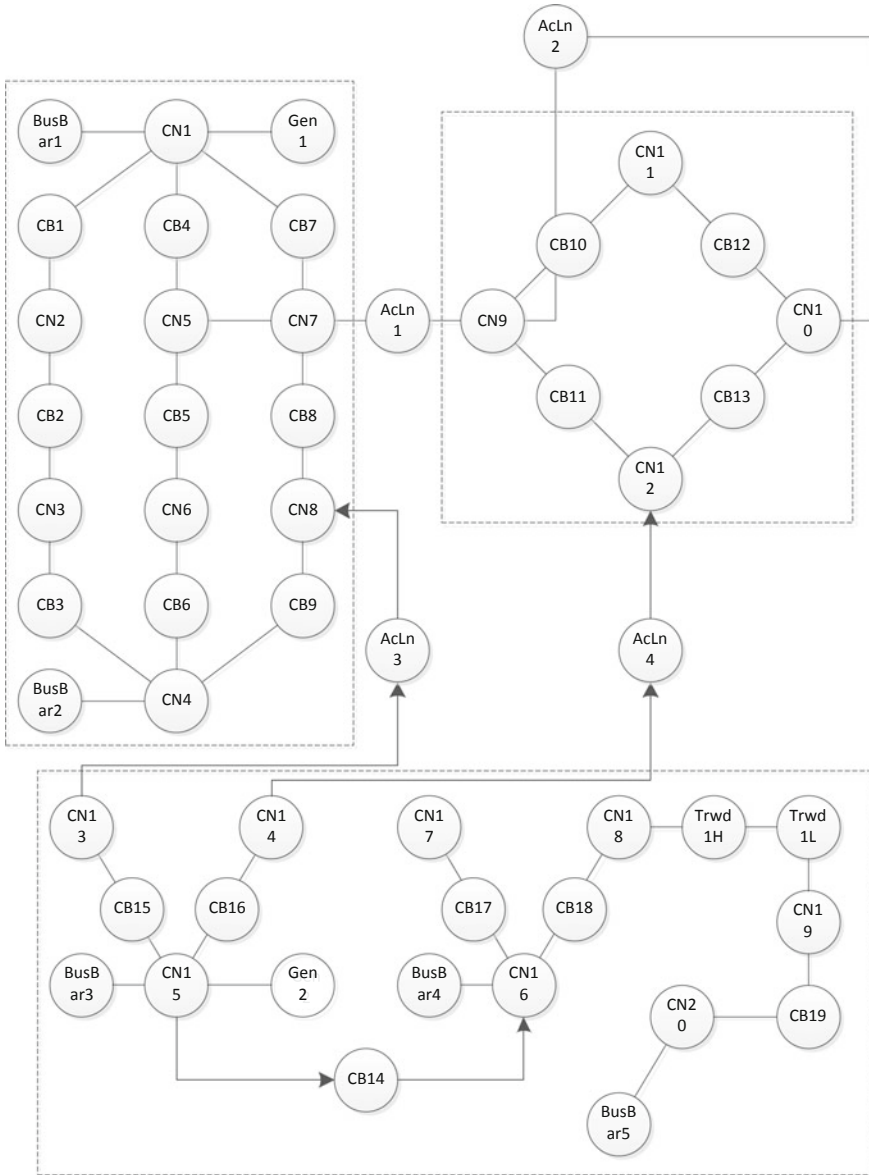 AcLn
2
BusB
ar1
CN1
Gen
1
CN1
1
CB1
CB4
CB7
CB10
CB12
CN2
CN5
CN7
AcLn
1
CN9
CN1
0
CB2
CB5
CB8
CB11
CB13
CN3
CN6
CN8
CN1
2
CB3
CB6
CB9
AcLn
3
AcLn
4
BusB
ar2
CN4
CN1
3
CN1
4
CN1
7
CN1
8
Trwd
1H
Trwd
1L
CB15
CB16
CB17
CB18
CN1
9
BusB
ar3
CN1
5
Gen
2
BusB
ar4
CN1
6
CN2
0
CB19
CB14
BusB
ar5